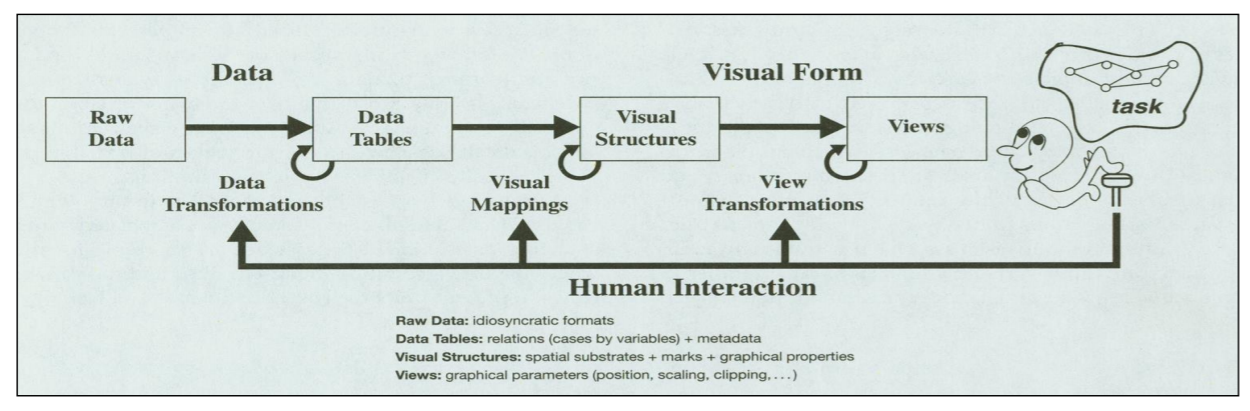 Data
Visual Form
task
Raw
Data
Data
Tables
Visual
Structures
Views
Data
Transformations
Visual
Mappings
View
Transformations
Human Interaction
Raw Data: idiosyncratic formats
Data Tables: relations (cases by variables) + metadata
Visual Structures: spatial substrates + marks + graphical properties
Views: graphical parameters (position, scaling, clipping, . . . )